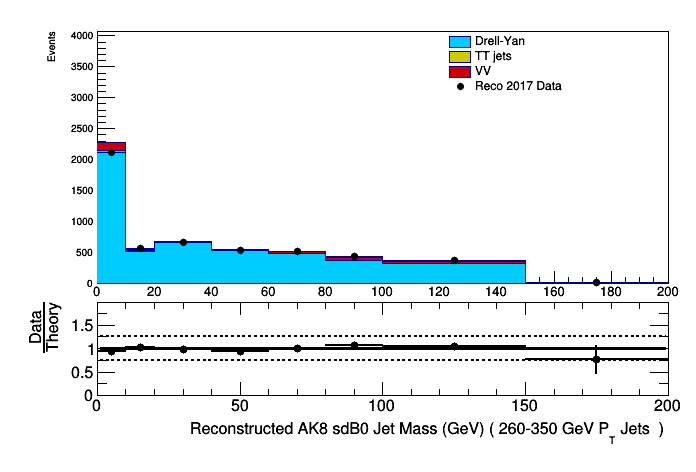 Events
4000
3500
3000
2500
2000
1500
1000
500
0
Drell-Yan
TT jets
VV
Reco 2017 Data
0 20 40 60 80 100 120 140 160 180 200
Data
Theory
1.5
1
0.5
0
0 50 100 150 200
Reconstructed AK8 sdB0 Jet Mass (GeV) ( 260-350 GeV P_T Jets )